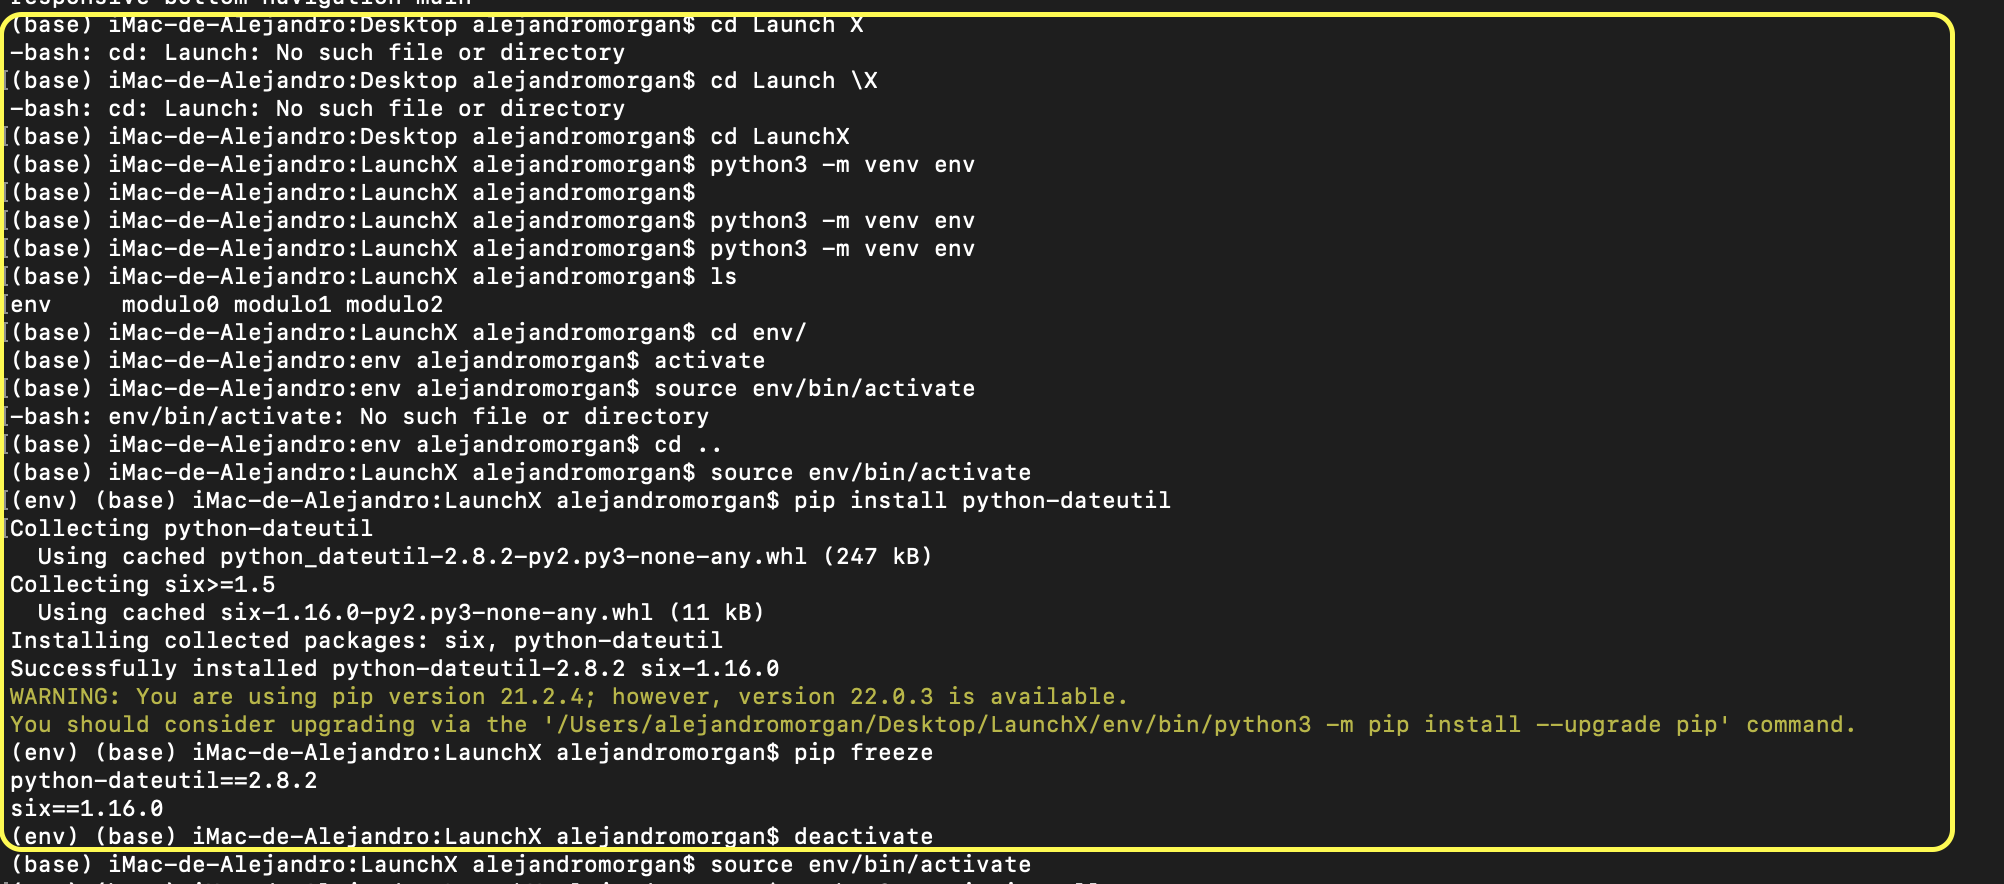 responsive bottom navigation main
(base) iMac-de-Alejandro:Desktop alejandromorgan$ cd Launch X
-bash: cd: Launch: No such file or directory
[(base) iMac-de-Alejandro:Desktop alejandromorgan$ cd Launch \X
-bash: cd: Launch: No such file or directory
[(base) iMac-de-Alejandro:Desktop alejandromorgan$ cd LaunchX
(base) iMac-de-Alejandro:LaunchX alejandromorgan$ python3 -m venv env
[(base) iMac-de-Alejandro:LaunchX alejandromorgan$
[(base) iMac-de-Alejandro:LaunchX alejandromorgan$ python3 -m venv env
[(base) iMac-de-Alejandro:LaunchX alejandromorgan$ python3 -m venv env
[(base) iMac-de-Alejandro:LaunchX alejandromorgan$ ls
[env     modulo0 modulo1 modulo2
[(base) iMac-de-Alejandro:LaunchX alejandromorgan$ cd env/
(base) iMac-de-Alejandro:env alejandromorgan$ activate
[(base) iMac-de-Alejandro:env alejandromorgan$ source env/bin/activate
[-bash: env/bin/activate: No such file or directory
[(base) iMac-de-Alejandro:env alejandromorgan$ cd ..
(base) iMac-de-Alejandro:LaunchX alejandromorgan$ source env/bin/activate
[(env) (base) iMac-de-Alejandro:LaunchX alejandromorgan$ pip install python-dateutil
[Collecting python-dateutil
  Using cached python_dateutil-2.8.2-py2.py3-none-any.whl (247 kB)
Collecting six>=1.5
  Using cached six-1.16.0-py2.py3-none-any.whl (11 kB)
Installing collected packages: six, python-dateutil
Successfully installed python-dateutil-2.8.2 six-1.16.0
WARNING: You are using pip version 21.2.4; however, version 22.0.3 is available.
You should consider upgrading via the '/Users/alejandromorgan/Desktop/LaunchX/env/bin/python3 -m pip install --upgrade pip' command.
(env) (base) iMac-de-Alejandro:LaunchX alejandromorgan$ pip freeze
python-dateutil==2.8.2
six==1.16.0
(env) (base) iMac-de-Alejandro:LaunchX alejandromorgan$ deactivate
(base) iMac-de-Alejandro:LaunchX alejandromorgan$ source env/bin/activate